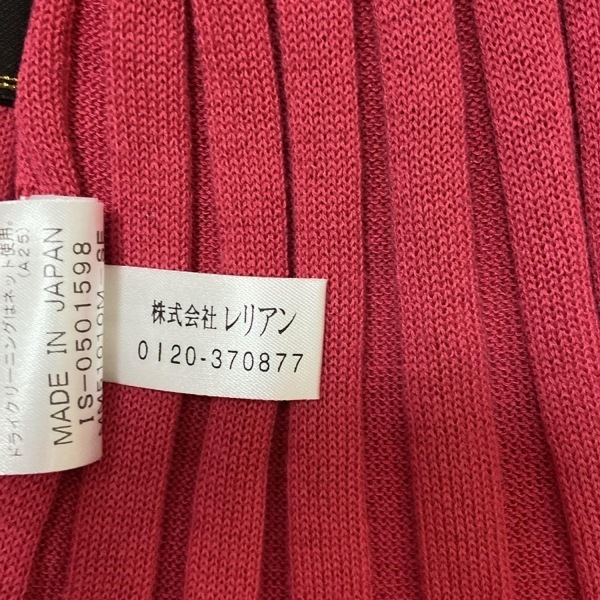 株式会社レリアン
0120-370877
ドライクリーニングはネット使用。
(A25)
MADE IN JAPAN
IS-0501598